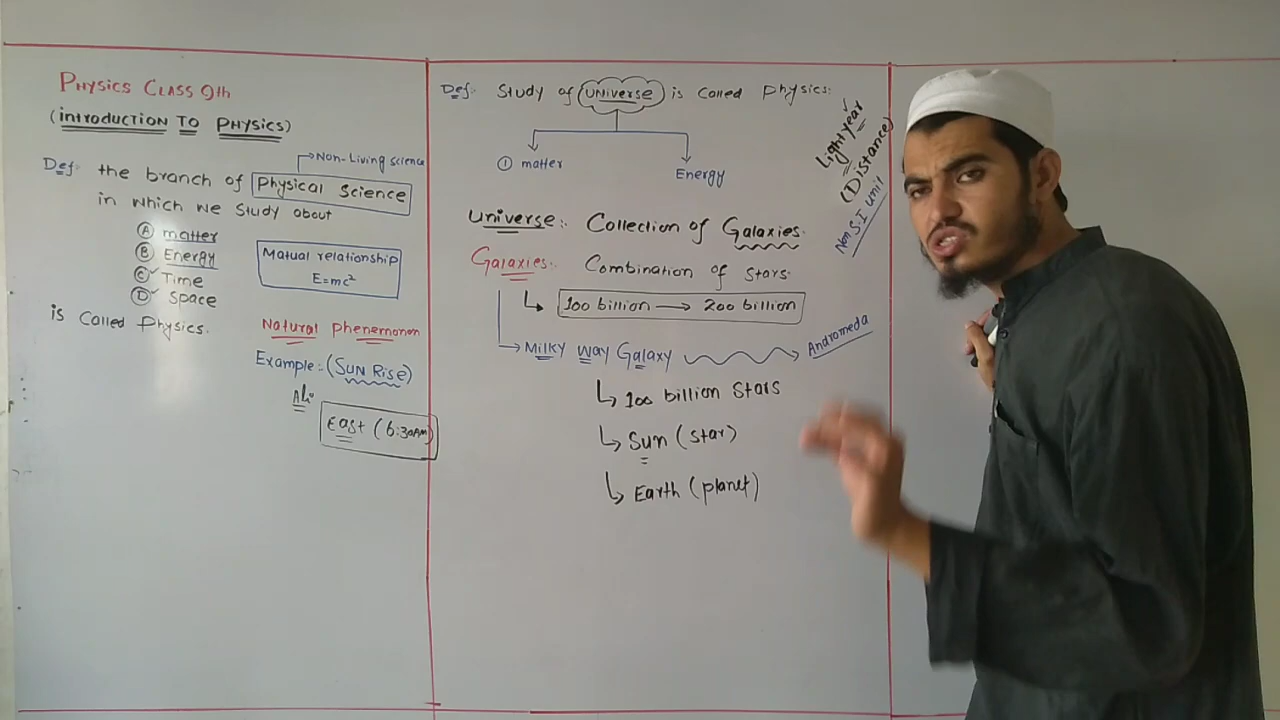 Physics Class 9th
(introduction To Physics)
Non-Living science
Def: the branch of Physical Science
in which we study about
A matter
B Energy
C Time
D Space
is Called Physics.
Matual relationship
E=mc²
Natural phenemonon
Example:-(Sun Rise)
East (6:30AM)
Def: Study of universe is Called Physics:
① matter
Energy
Light year
(Distance)
Non S.I unit
universe:. Collection of Galaxies.
Galaxies: Combination of Stars.
100 billion → 200 billion
Milky way Galaxy
Andromeda
100 billion Stars
Sun (star)
Earth (planet)